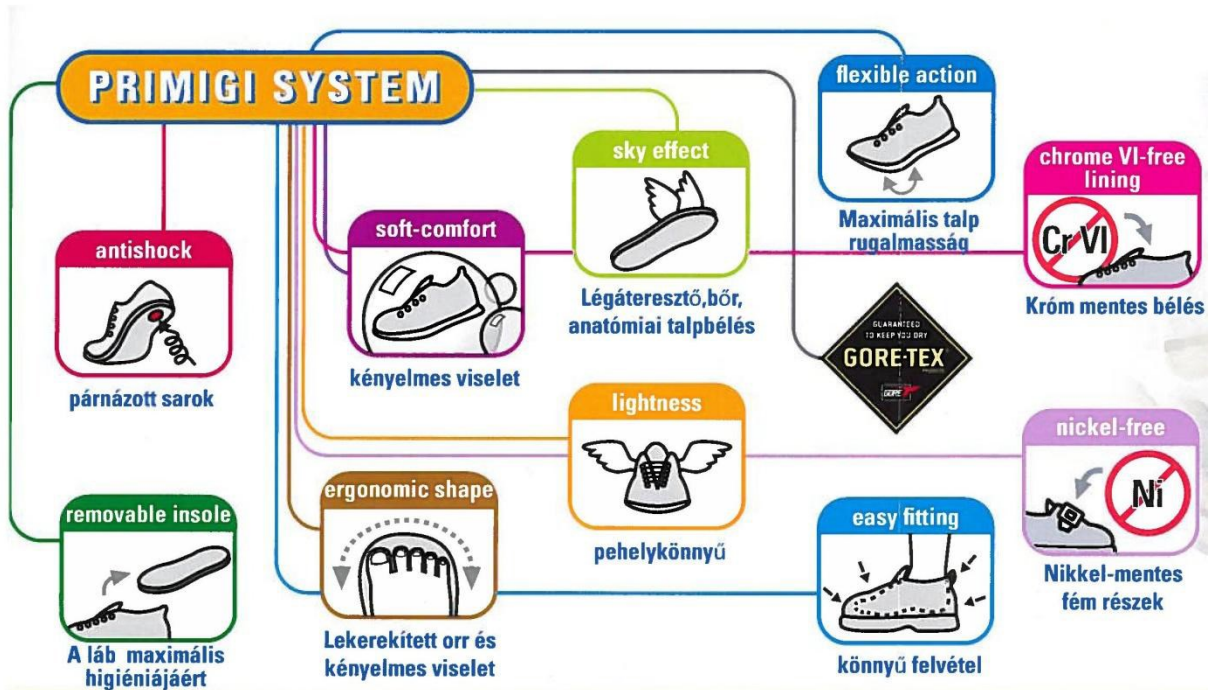 PRIMIGI SYSTEM
flexible action
Maximális talp
rugalmasság
sky effect
Légáteresztő,bőr,
anatómiai talpbélés
chrome VI-free
lining
Cr VI
Króm mentes bélés
antishock
párnázott sarok
soft-comfort
kényelmes viselet
GUARANTEED
TO KEEP YOU DRY
GORE-TEX
PRODUCTS
GORE
lightness
pehelykönnyű
nickel-free
Ni
Nikkel-mentes
fém részek
removable insole
A láb maximális
higiéniájáért
ergonomic shape
Lekerekített orr és
kényelmes viselet
easy fitting
könnyű felvétel